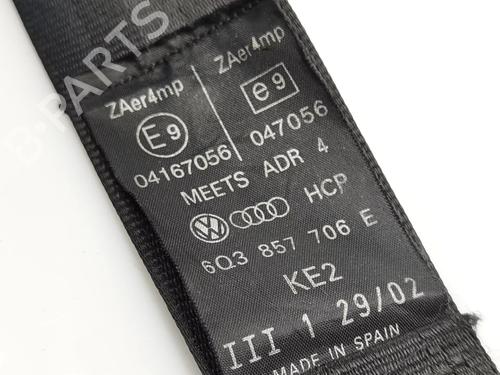 ZAer4mp ZAer4mp
E9 e9
04167056 047056
MEETS ADR 4
HCP
6Q3 857 706 E
KE2
III 1 29/02
MADE IN SPAIN
B-PARTS